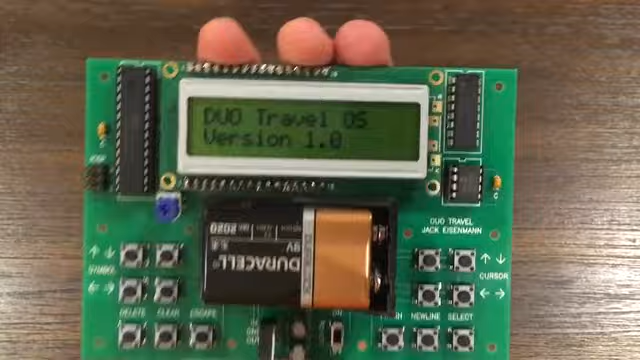 DUO Travel OS
Version 1.0
DUO TRAVEL
JACK EISENMANN
9V
DURACELL
SYMBOL
CURSOR
DELETE
CLEAR
ESCAPE
NEWLINE
SELECT